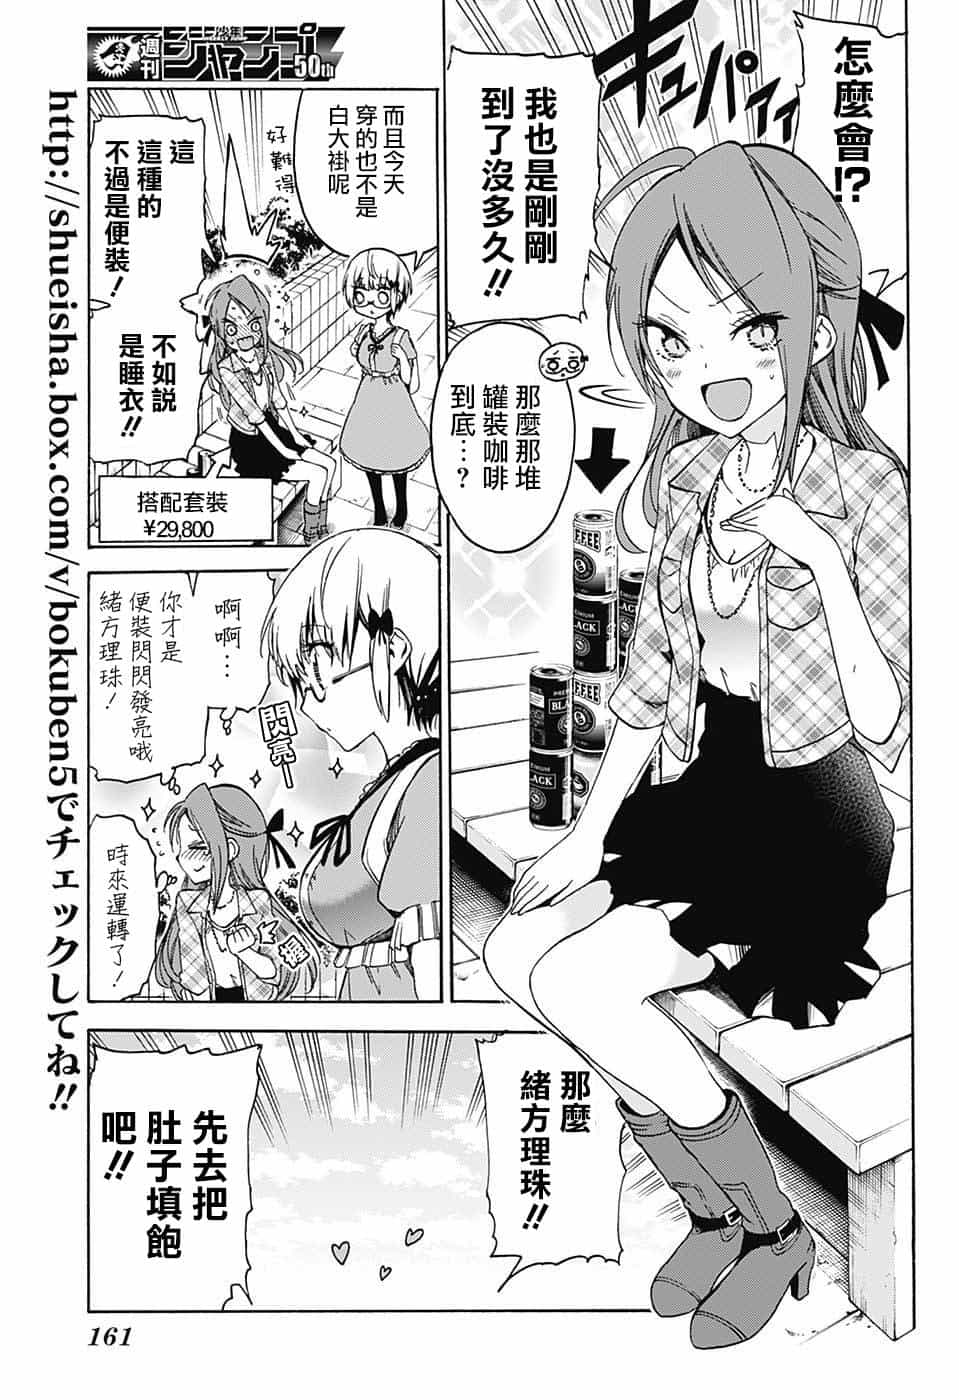 怎麼會!?
キュパァァ
我也是剛剛
到了沒多久!!
那麼那堆
罐裝咖啡
到底…?
COFFEE
BLACK
COFFEE
BLACK
BLACK
週刊
少年
ジャンプ
50th
而且今天
穿的也不是
白大褂呢
好難得
這
這種的
不過是便裝!
不如說
是睡衣!!
搭配套裝
¥29,800
啊
啊…
你才是
便裝閃閃發亮哦
緒方理珠!
閃亮—
時來運轉了!
握
那麼
緒方理珠!!
先去把
肚子填飽
吧!!
http://shueisha.box.com/v/bokuben5でチェックしてね!!
161